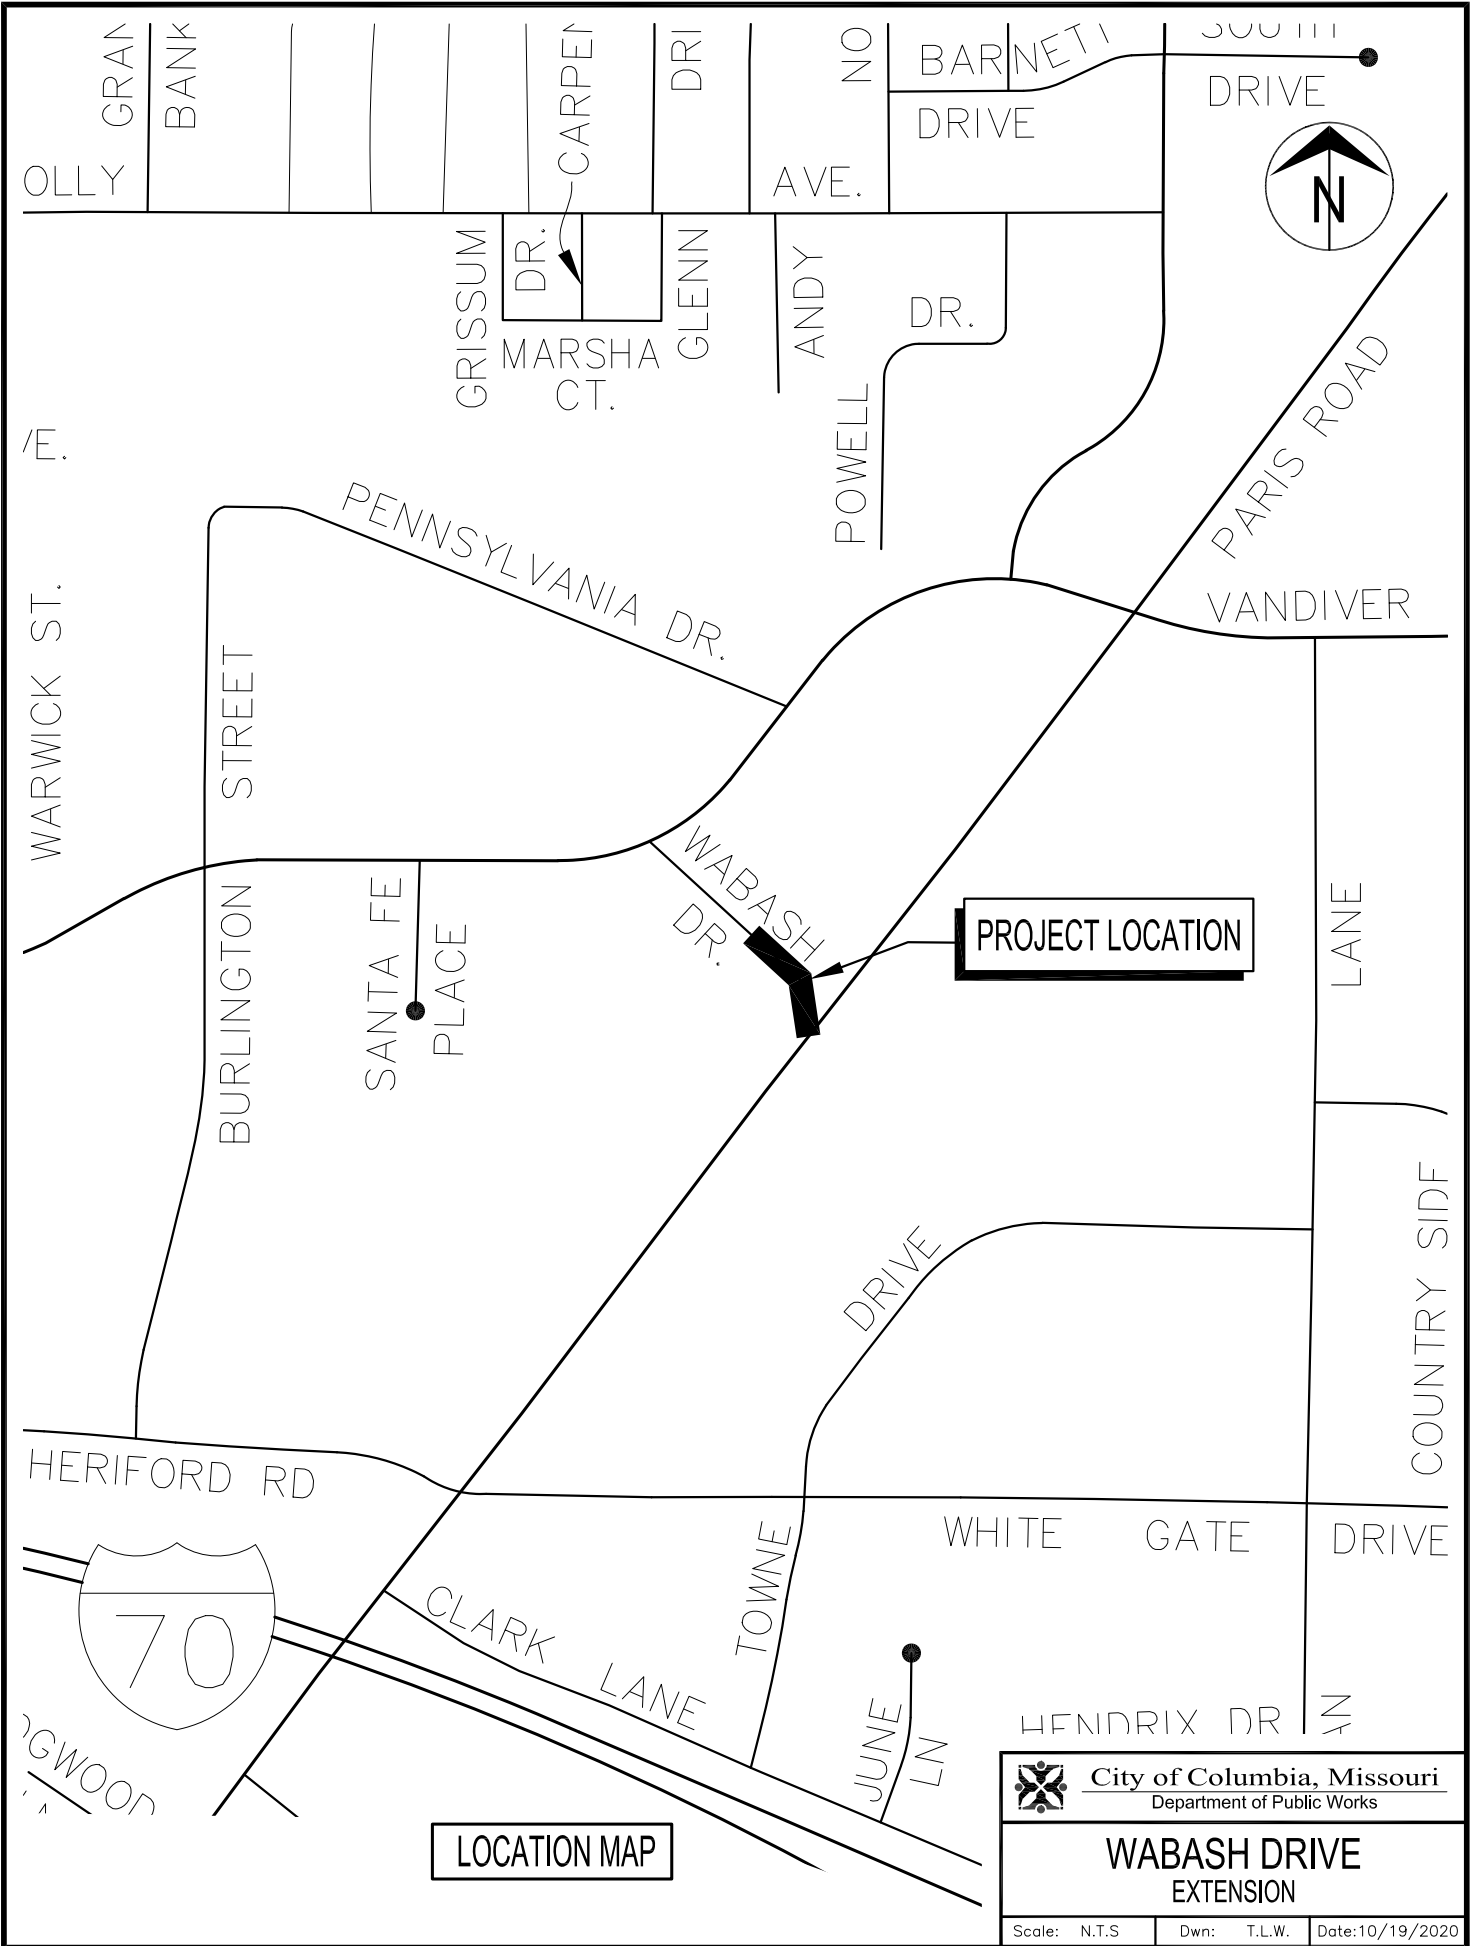 BARNETT
DRIVE
DRIVE
OLLY
AVE.
N
GRISSUM
DR.
GLENN
ANDY
DR.
MARSHA
CT.
POWELL
PARIS ROAD
/E.
PENNSYLVANIA DR.
VANDIVER
WARWICK ST.
STREET
BURLINGTON
SANTA FE
PLACE
WABASH
DR.
PROJECT LOCATION
LANE
DRIVE
COUNTRY SIDE
HERIFORD RD
WHITE GATE DRIVE
70
CLARK LANE
TOWNE
JUNE
LN
HENDRIX DR
LOCATION MAP
City of Columbia, Missouri
Department of Public Works
WABASH DRIVE
EXTENSION
Scale: N.T.S
Dwn: T.L.W.
Date:10/19/2020